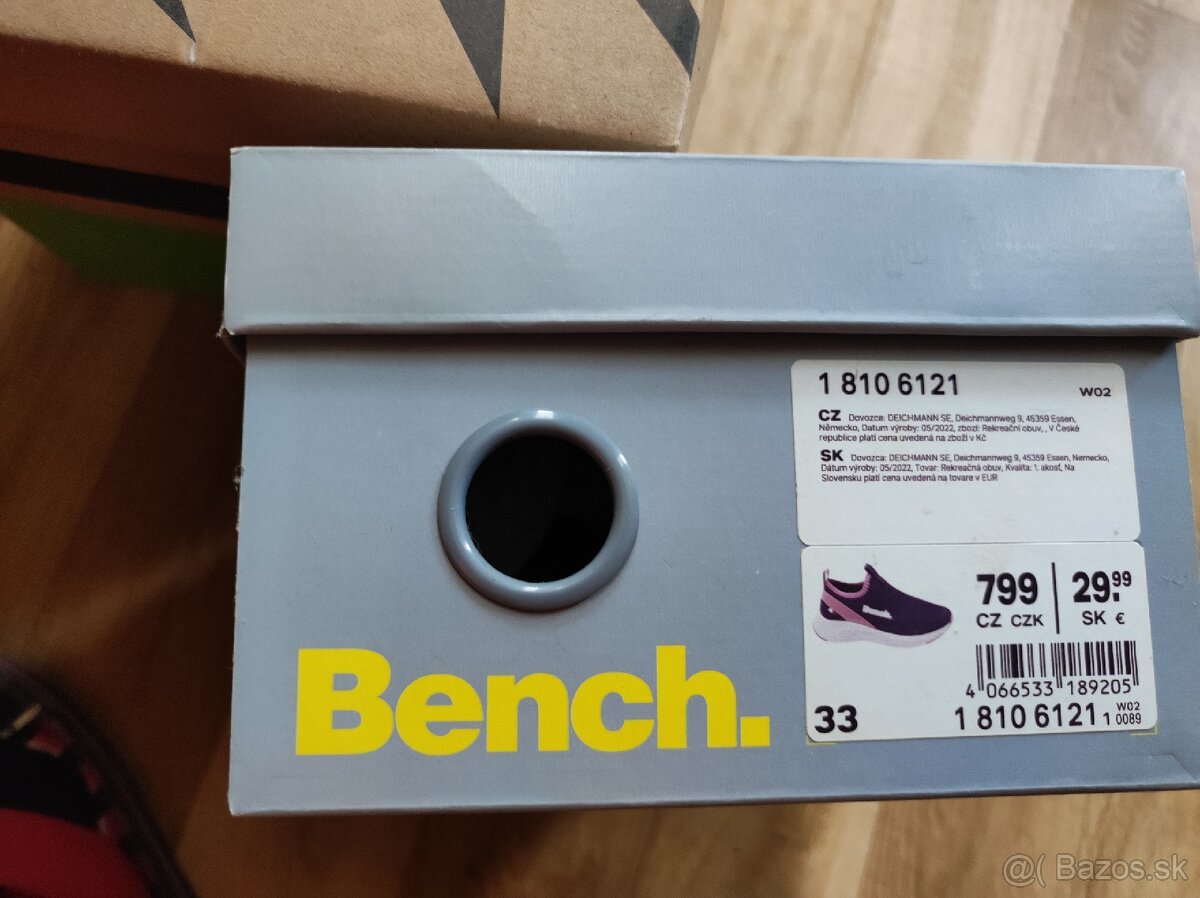 1 810 6121
W02
CZ Dovozce: DEICHMANN SE, Deichmannweg 9, 45359 Essen,
Německo, Datum výroby: 05/2022, zboží: Rekreační obuv, , V České
republice platí cena uvedená na zboží v Kč
SK Dovozca: DEICHMANN SE, Deichmannweg 9, 45359 Essen, Nemecko,
Dátum výroby: 05/2022, Tovar: Rekreačná obuv, Kvalita: 1. akosť, Na
Slovensku platí cena uvedená na tovare v EUR
799
CZ CZK
29.99
SK €
4 066533 189205
33
1 810 6121 1 W02 0089
Bench.
@( Bazos.sk